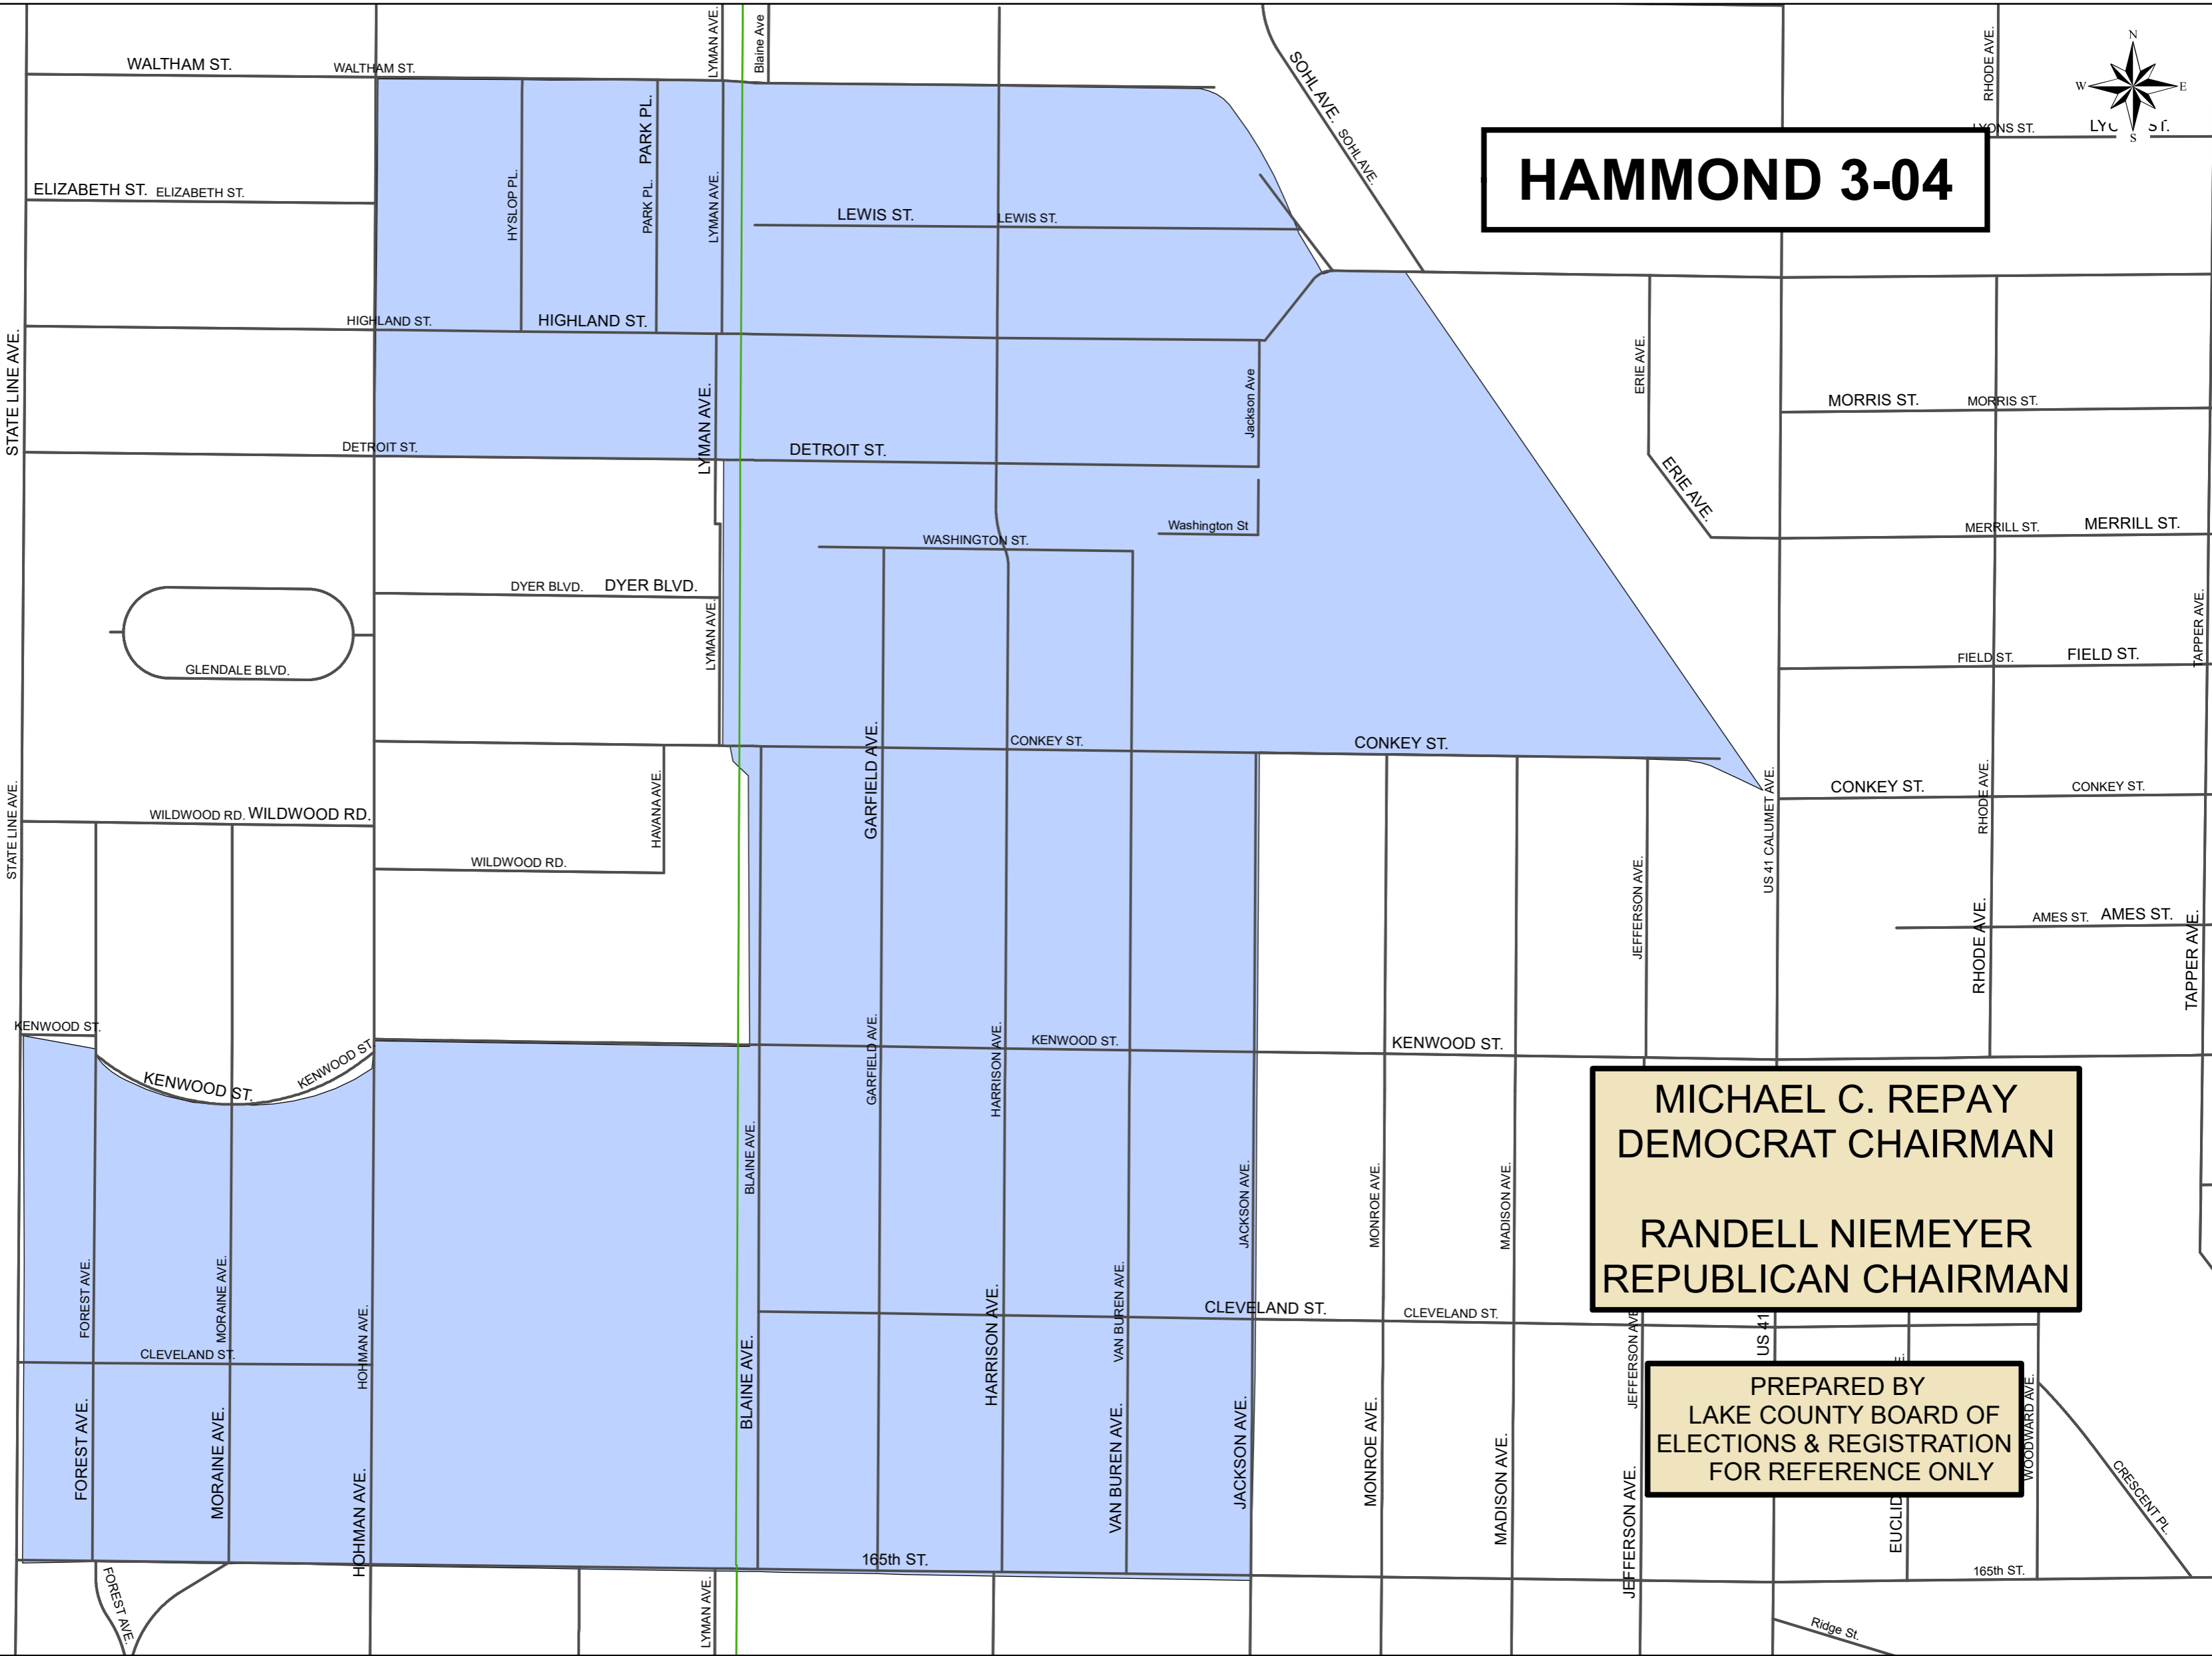 LYMAN AVE.
Blaine Ave
RHODE AVE.
N
W
E
S
WALTHAM ST.
WALTHAM ST.
SOHL AVE.
SOHL AVE.
LYONS ST.
HAMMOND 3-04
PARK PL.
PARK PL.
HYSLOP PL.
LYMAN AVE.
ELIZABETH ST.
ELIZABETH ST.
LEWIS ST.
LEWIS ST.
HIGHLAND ST.
HIGHLAND ST.
STATE LINE AVE.
ERIE AVE.
LYMAN AVE.
Jackson Ave
MORRIS ST.
MORRIS ST.
DETROIT ST.
DETROIT ST.
ERIE AVE.
Washington St
WASHINGTON ST.
MERRILL ST.
MERRILL ST.
DYER BLVD.
DYER BLVD.
LYMAN AVE.
TAPPER AVE.
GLENDALE BLVD.
FIELD ST.
FIELD ST.
GARFIELD AVE.
CONKEY ST.
CONKEY ST.
STATE LINE AVE.
WILDWOOD RD.
WILDWOOD RD.
HAVANA AVE.
WILDWOOD RD.
US 41 CALUMET AVE.
CONKEY ST.
RHODE AVE.
CONKEY ST.
JEFFERSON AVE.
RHODE AVE.
AMES ST.
AMES ST.
TAPPER AVE.
KENWOOD ST.
KENWOOD ST.
KENWOOD ST.
GARFIELD AVE.
HARRISON AVE.
KENWOOD ST.
KENWOOD ST.
MICHAEL C. REPAY
DEMOCRAT CHAIRMAN
RANDELL NIEMEYER
REPUBLICAN CHAIRMAN
BLAINE AVE.
JACKSON AVE.
MONROE AVE.
MADISON AVE.
FOREST AVE.
MORAINE AVE.
HOHMAN AVE.
VAN BUREN AVE.
HARRISON AVE.
CLEVELAND ST.
CLEVELAND ST.
CLEVELAND ST.
JEFFERSON AVE.
US 41
BLAINE AVE.
PREPARED BY
LAKE COUNTY BOARD OF
ELECTIONS & REGISTRATION
FOR REFERENCE ONLY
WOODWARD AVE.
FOREST AVE.
MORAINE AVE.
HOHMAN AVE.
VAN BUREN AVE.
JACKSON AVE.
MONROE AVE.
MADISON AVE.
JEFFERSON AVE.
EUCLID
CRESCENT PL.
165th ST.
165th ST.
FOREST AVE.
LYMAN AVE.
Ridge St.